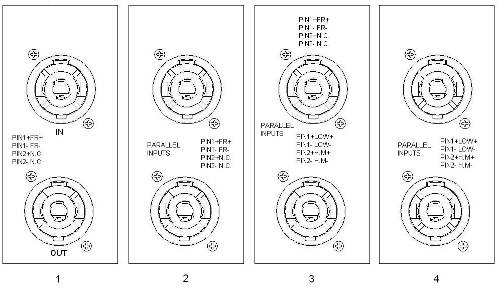 IN
PIN1+FR+
PIN1- FR-
PIN2+N.C.
PIN2- N.C.
OUT
1
PARALLEL
INPUTS
PIN1+FR+
PIN1- FR-
PIN2+N.C.
PIN2- N.C.
2
PIN1+FR+
PIN1- FR-
PIN2+N.C.
PIN2- N.C.
PARALLEL
INPUTS
PIN1+LOW+
PIN1- LOW-
PIN2+H.M+
PIN2- H.M-
3
PARALLEL
INPUTS
PIN1+LOW+
PIN1- LOW-
PIN2+H.M+
PIN2- H.M-
4